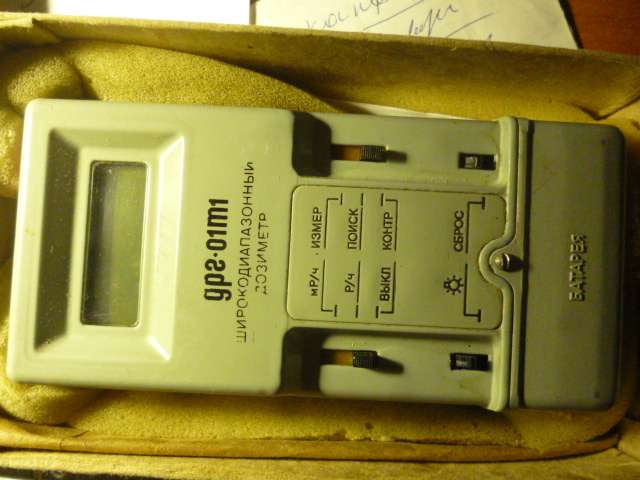 дрг-01т1
ШИРОКОДИАПАЗОННЫЙ
ДОЗИМЕТР
мР/ч ИЗМЕР
Р/ч ПОИСК
ВЫКЛ КОНТР
СБРОС
БАТАРЕЯ